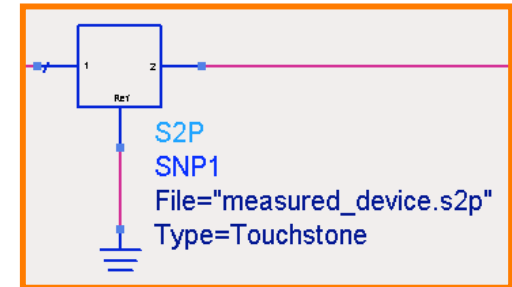 1
2
Ref
S2P
SNP1
File="measured_device.s2p"
Type=Touchstone